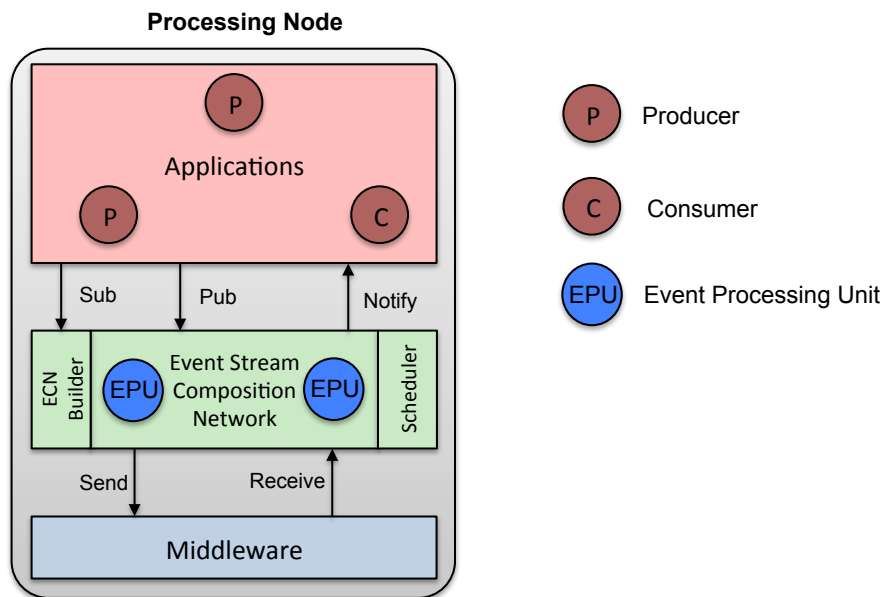 Processing Node
P
Applications
P
C
Sub
Pub
Notify
ECN
Builder
EPU
Event Stream
Composition
Network
EPU
Scheduler
Send
Receive
Middleware
P
Producer
C
Consumer
EPU
Event Processing Unit